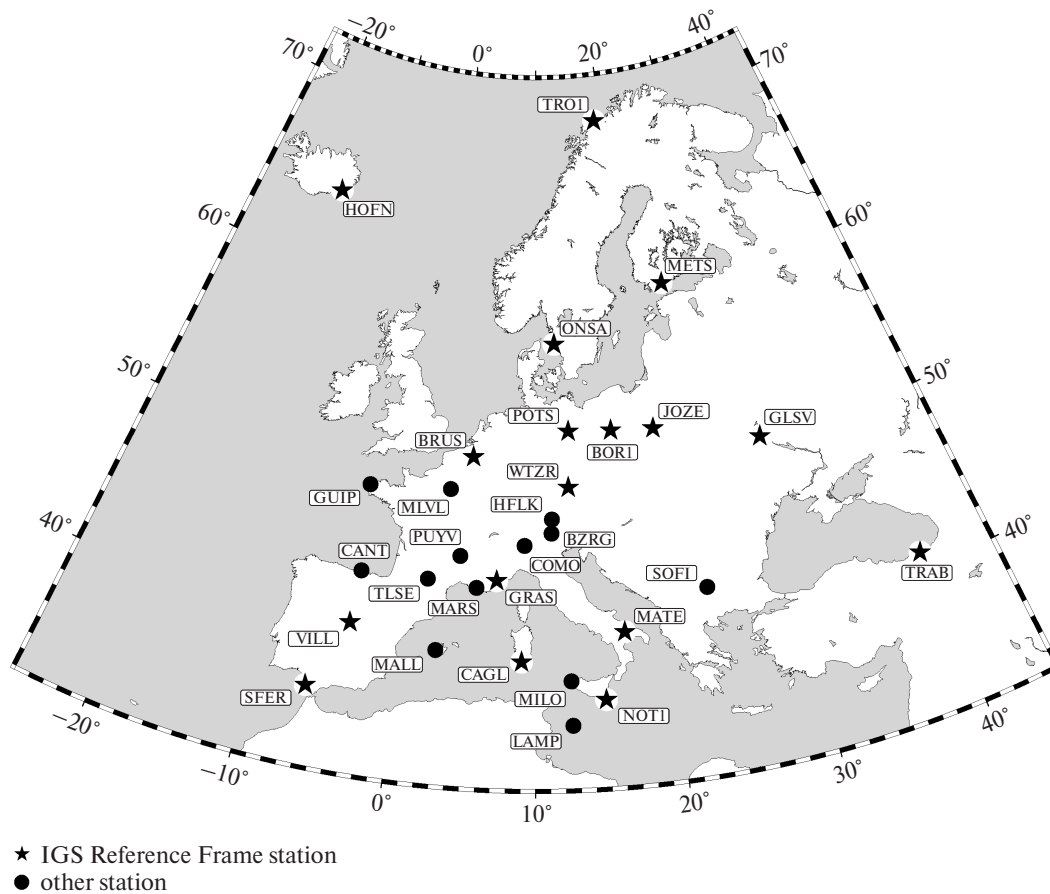 −20° 0° 20° 40°
70° 70°
TRO1
HOFN
60° 60°
METS
ONSA
50° 50°
POTS JOZE GLSV
BRUS BOR1
WTZR
GUIP MLVL HFLK
40° PUYV BZRG 40°
CANT COMO SOFI TRAB
TLSE MARS GRAS
VILL MATE
MALL CAGL
SFER MILO NOT1
LAMP
−20° −10° 0° 10° 20° 30° 40°
IGS Reference Frame station
other station